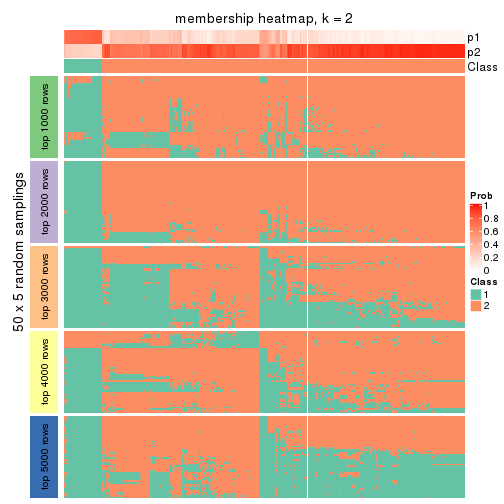 membership heatmap, k = 2
p1
p2
Class
50 x 5 random samplings
top 1000 rows
top 2000 rows
top 3000 rows
top 4000 rows
top 5000 rows
Prob
1
0.8
0.6
0.4
0.2
0
Class
1
2